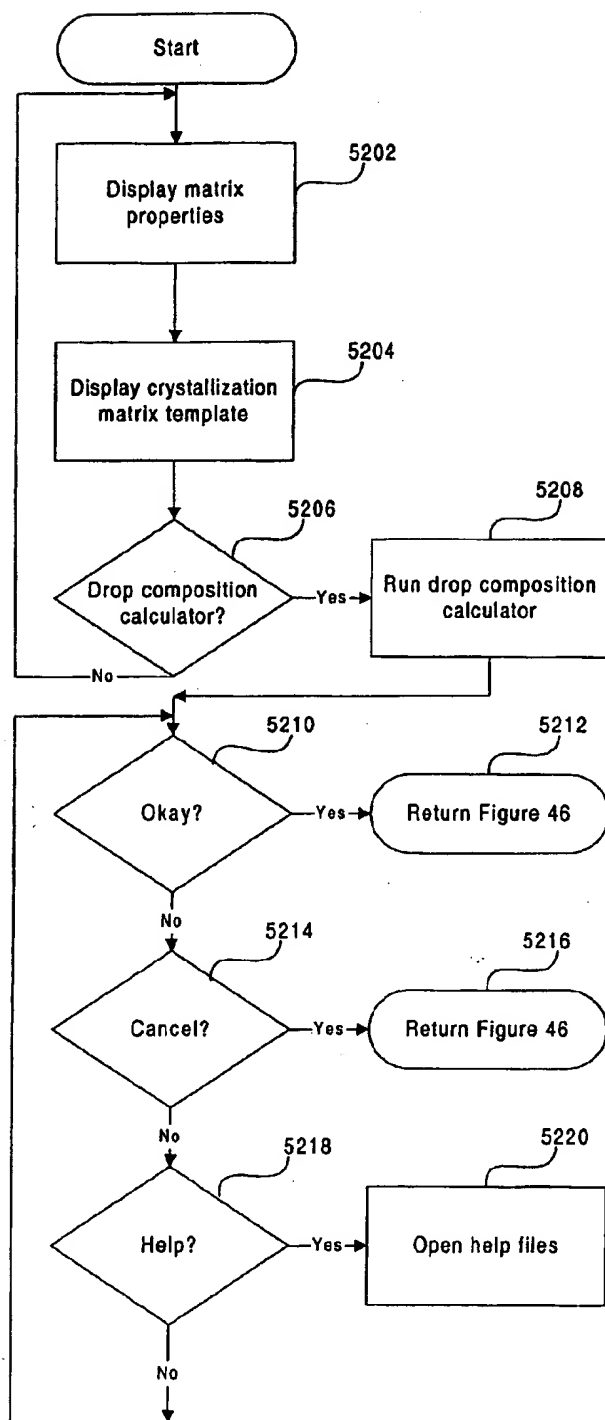 Start
5202
Display matrix
properties
5204
Display crystallization
matrix template
5206
Drop composition
calculator?
Yes
5208
Run drop composition
calculator
No
5210
Okay?
Yes
5212
Return Figure 46
No
5214
Cancel?
Yes
5216
Return Figure 46
No
5218
Help?
Yes
5220
Open help files
No